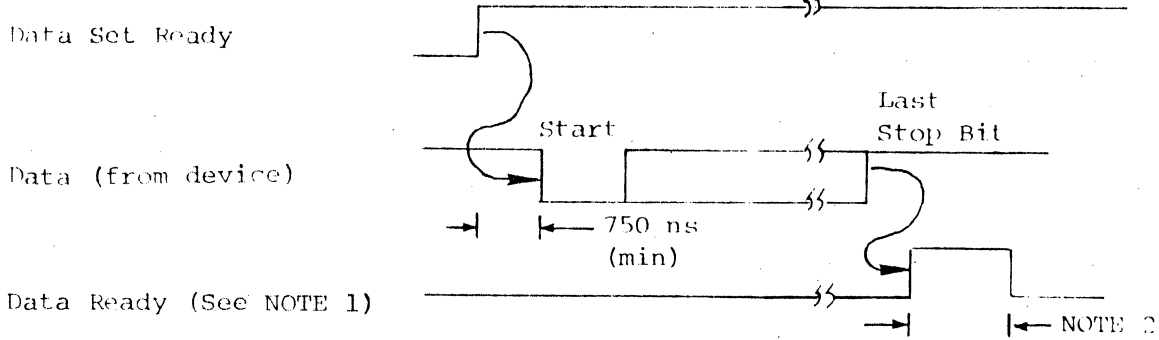 Data Set Ready
Last
Stop Bit
Start
Data (from device)
750 ns
(min)
Data Ready (See NOTE 1)
NOTE 2